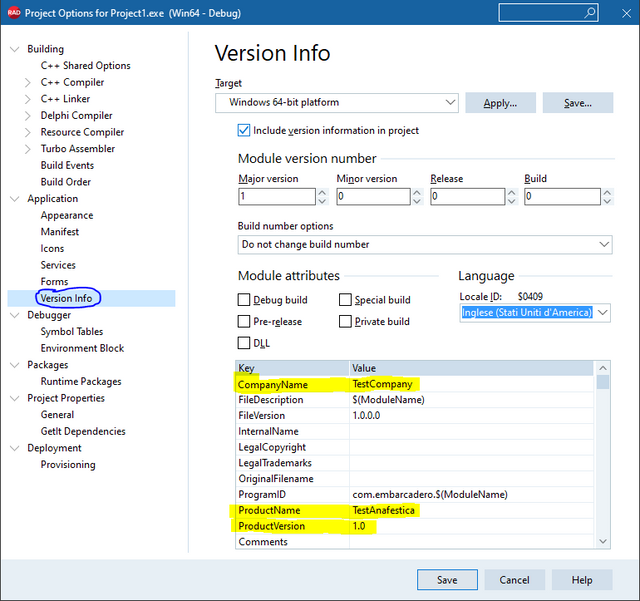 RAD Project Options for Project1.exe (Win64 - Debug)
Building
C++ Shared Options
C++ Compiler
C++ Linker
Delphi Compiler
Resource Compiler
Turbo Assembler
Build Events
Build Order
Application
Appearance
Manifest
Icons
Services
Forms
Version Info
Debugger
Symbol Tables
Environment Block
Packages
Runtime Packages
Project Properties
General
GetIt Dependencies
Deployment
Provisioning
Version Info
Target
Windows 64-bit platform
Apply...
Save...
Include version information in project
Module version number
Major version Minor version Release Build
1 0 0 0
Build number options
Do not change build number
Module attributes
Debug build Special build
Pre-release Private build
DLL
Language
Locale ID: $0409
Inglese (Stati Uniti d'America)
Key Value
CompanyName TestCompany
FileDescription $(ModuleName)
FileVersion 1.0.0.0
InternalName
LegalCopyright
LegalTrademarks
OriginalFilename
ProgramID com.embarcadero.$(ModuleName)
ProductName TestAnafestica
ProductVersion 1.0
Comments
Save Cancel Help